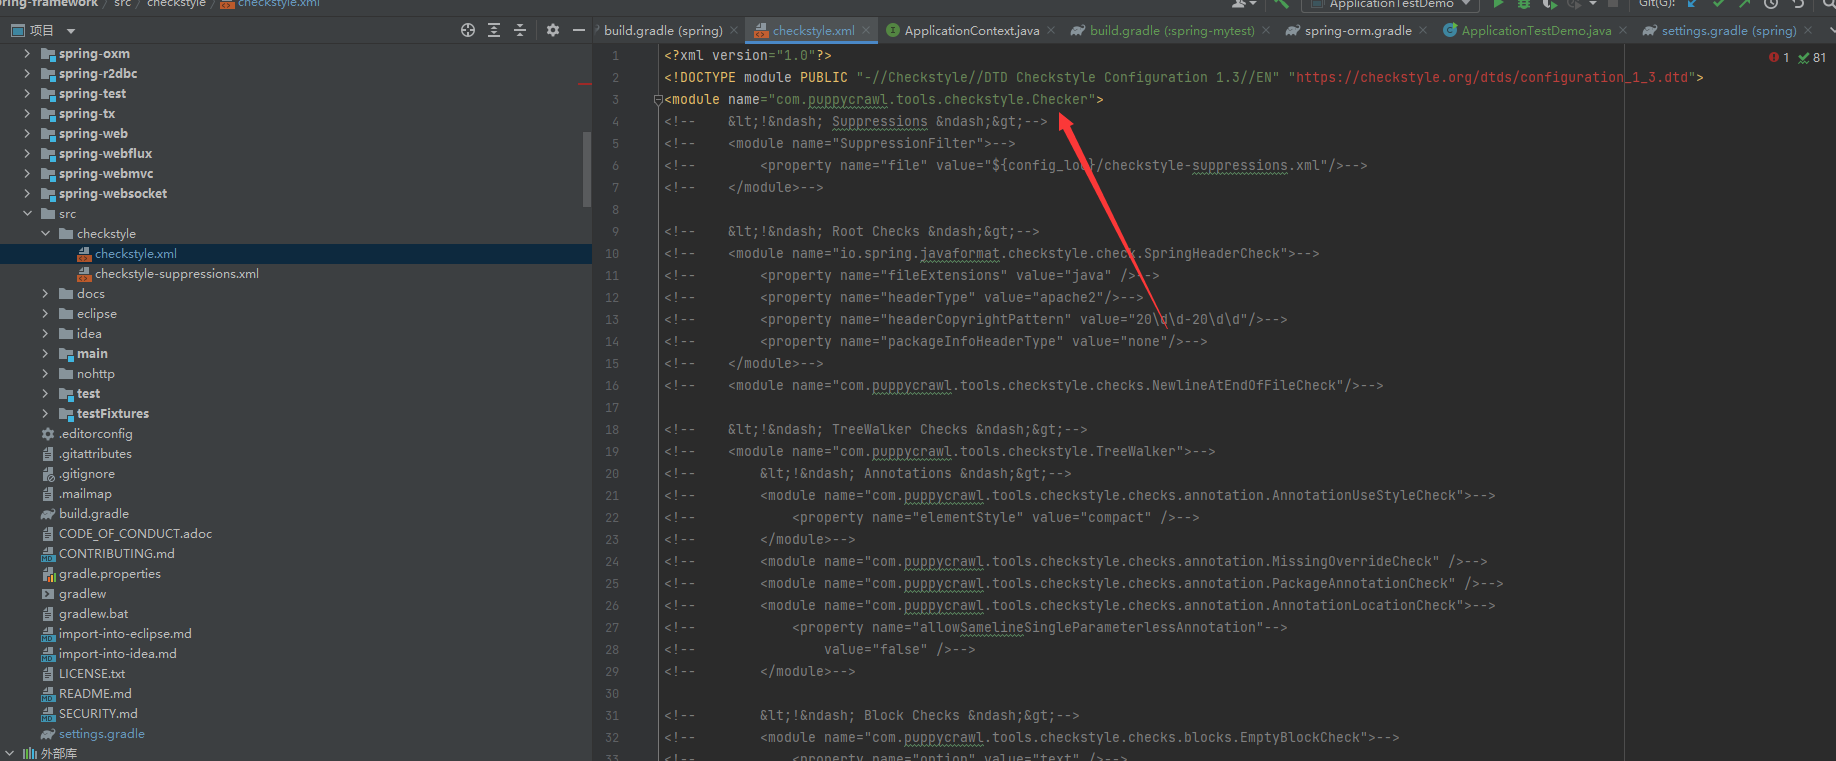 ring-framework / src / checkstyle / checkstyle.xml
ApplicationTestDemo
Git(G):
项目
build.gradle (spring)
checkstyle.xml
ApplicationContext.java
build.gradle (:spring-mytest)
spring-orm.gradle
ApplicationTestDemo.java
settings.gradle (spring)
spring-oxm
spring-r2dbc
spring-test
spring-tx
spring-web
spring-webflux
spring-webmvc
spring-websocket
src
checkstyle
checkstyle.xml
checkstyle-suppressions.xml
docs
eclipse
idea
main
nohttp
test
testFixtures
.editorconfig
.gitattributes
.gitignore
.mailmap
build.gradle
CODE_OF_CONDUCT.adoc
CONTRIBUTING.md
gradle.properties
gradlew
gradlew.bat
import-into-eclipse.md
import-into-idea.md
LICENSE.txt
README.md
SECURITY.md
settings.gradle
外部库
1 81
1 <?xml version="1.0"?>
2 <!DOCTYPE module PUBLIC "-//Checkstyle//DTD Checkstyle Configuration 1.3//EN" "https://checkstyle.org/dtds/configuration_1_3.dtd">
3 <module name="com.puppycrawl.tools.checkstyle.Checker">
4 <!-- &lt;!&ndash; Suppressions &ndash;&gt;-->
5 <!-- <module name="SuppressionFilter">-->
6 <!-- <property name="file" value="${config_loc}/checkstyle-suppressions.xml"/>-->
7 <!-- </module>-->
8
9 <!-- &lt;!&ndash; Root Checks &ndash;&gt;-->
10 <!-- <module name="io.spring.javaformat.checkstyle.check.SpringHeaderCheck">-->
11 <!-- <property name="fileExtensions" value="java" />-->
12 <!-- <property name="headerType" value="apache2"/>-->
13 <!-- <property name="headerCopyrightPattern" value="20\d\d-20\d\d"/>-->
14 <!-- <property name="packageInfoHeaderType" value="none"/>-->
15 <!-- </module>-->
16 <!-- <module name="com.puppycrawl.tools.checkstyle.checks.NewlineAtEndOfFileCheck"/>-->
17
18 <!-- &lt;!&ndash; TreeWalker Checks &ndash;&gt;-->
19 <!-- <module name="com.puppycrawl.tools.checkstyle.TreeWalker">-->
20 <!-- &lt;!&ndash; Annotations &ndash;&gt;-->
21 <!-- <module name="com.puppycrawl.tools.checkstyle.checks.annotation.AnnotationUseStyleCheck">-->
22 <!-- <property name="elementStyle" value="compact" />-->
23 <!-- </module>-->
24 <!-- <module name="com.puppycrawl.tools.checkstyle.checks.annotation.MissingOverrideCheck" />-->
25 <!-- <module name="com.puppycrawl.tools.checkstyle.checks.annotation.PackageAnnotationCheck" />-->
26 <!-- <module name="com.puppycrawl.tools.checkstyle.checks.annotation.AnnotationLocationCheck">-->
27 <!-- <property name="allowSamelineSingleParameterlessAnnotation"-->
28 <!-- value="false" />-->
29 <!-- </module>-->
30
31 <!-- &lt;!&ndash; Block Checks &ndash;&gt;-->
32 <!-- <module name="com.puppycrawl.tools.checkstyle.checks.blocks.EmptyBlockCheck">-->
33 <!-- <property name="option" value="text" />-->